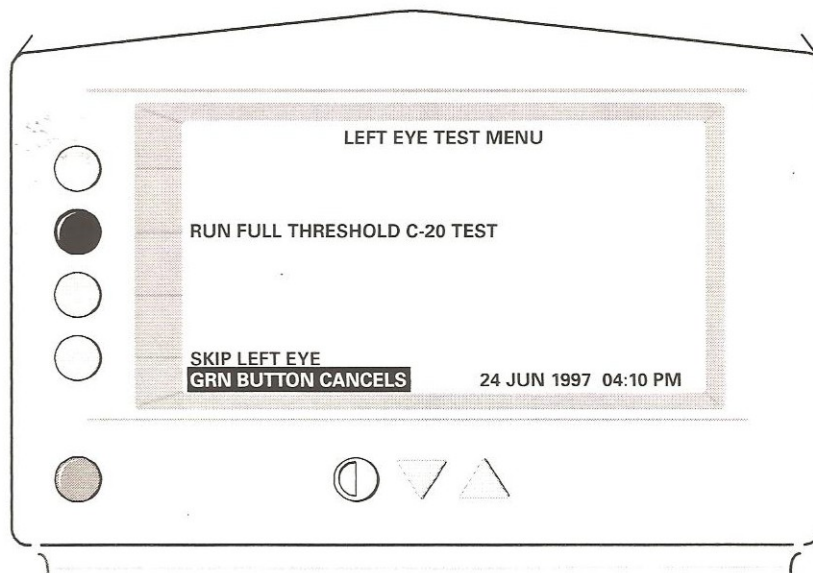 LEFT EYE TEST MENU
RUN FULL THRESHOLD C-20 TEST
SKIP LEFT EYE
GRN BUTTON CANCELS 24 JUN 1997 04:10 PM